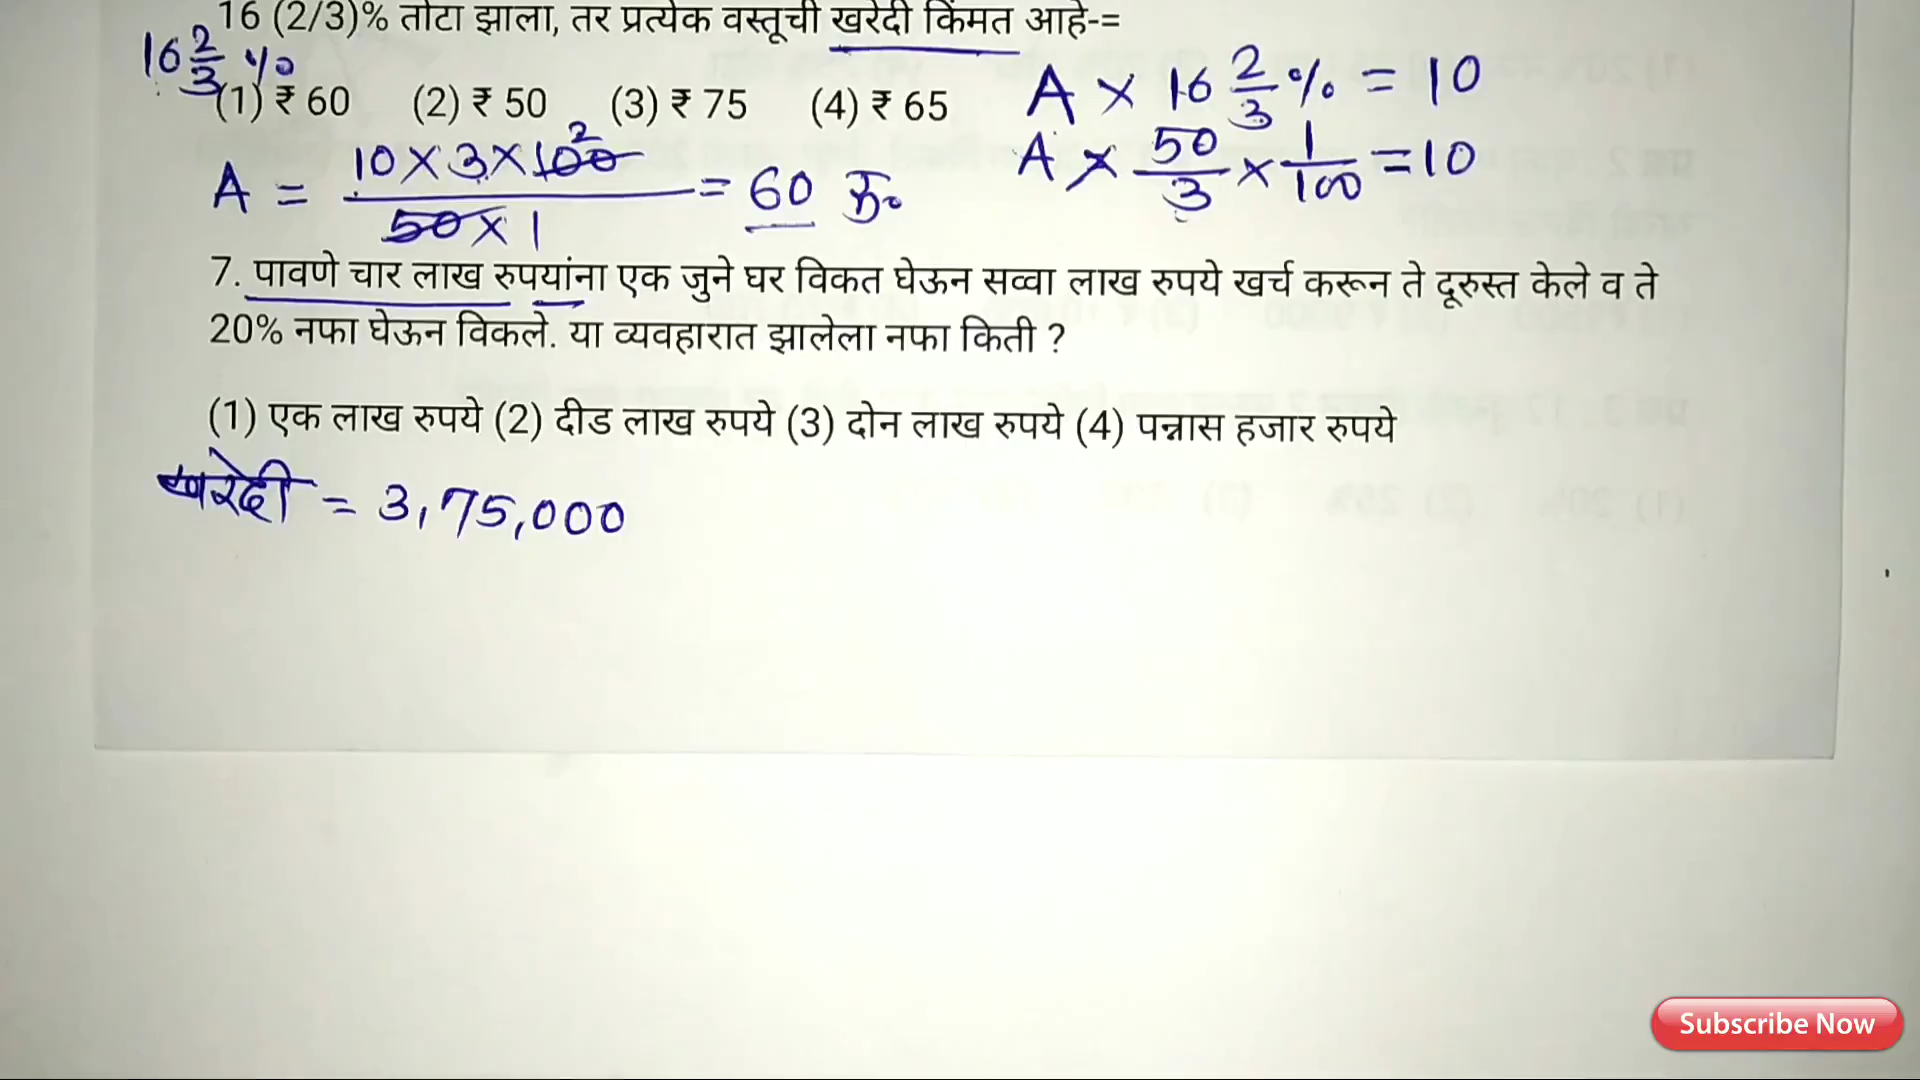 16 (2/3)% तोटा झाला, तर प्रत्येक वस्तूची खरेदी किंमत आहे-=
16 2/3 %
(1) ₹ 60 (2) ₹ 50 (3) ₹ 75 (4) ₹ 65
A × 16 2/3 % = 10
A × 50/3 × 1/100 = 10
A = 10 × 3 × 100 2 / 50 × 1 = 60 रु.
7. पावणे चार लाख रुपयांना एक जुने घर विकत घेऊन सव्वा लाख रुपये खर्च करून ते दूरुस्त केले व ते
20% नफा घेऊन विकले. या व्यवहारात झालेला नफा किती ?
(1) एक लाख रुपये (2) दीड लाख रुपये (3) दोन लाख रुपये (4) पन्नास हजार रुपये
खरेदी = 3,75,000
Subscribe Now